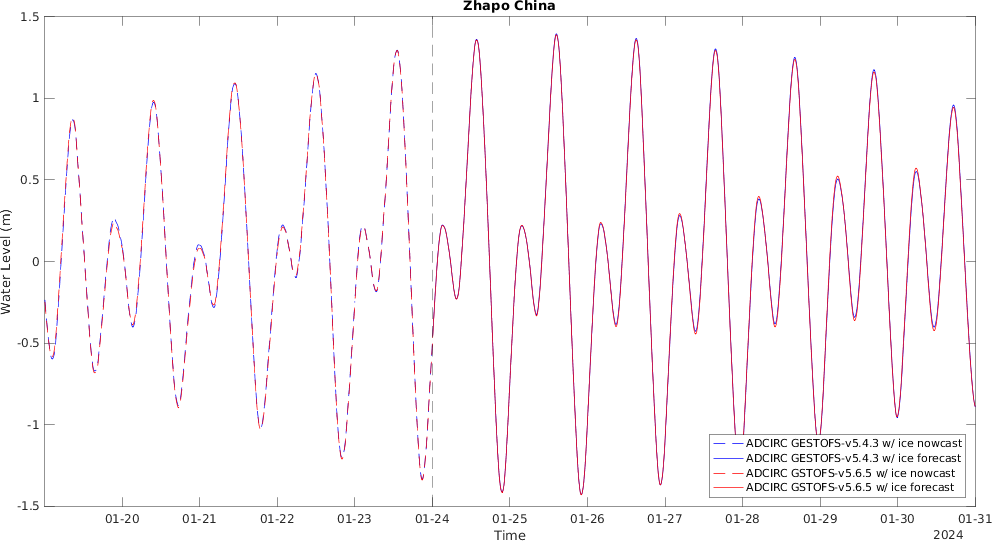 Zhapo China
1.5
1
0.5
0
-0.5
-1
-1.5
Water Level (m)
01-20 01-21 01-22 01-23 01-24 01-25 01-26 01-27 01-28 01-29 01-30 01-31
Time
2024
ADCIRC GESTOFS-v5.4.3 w/ ice nowcast
ADCIRC GESTOFS-v5.4.3 w/ ice forecast
ADCIRC GSTOFS-v5.6.5 w/ ice nowcast
ADCIRC GSTOFS-v5.6.5 w/ ice forecast